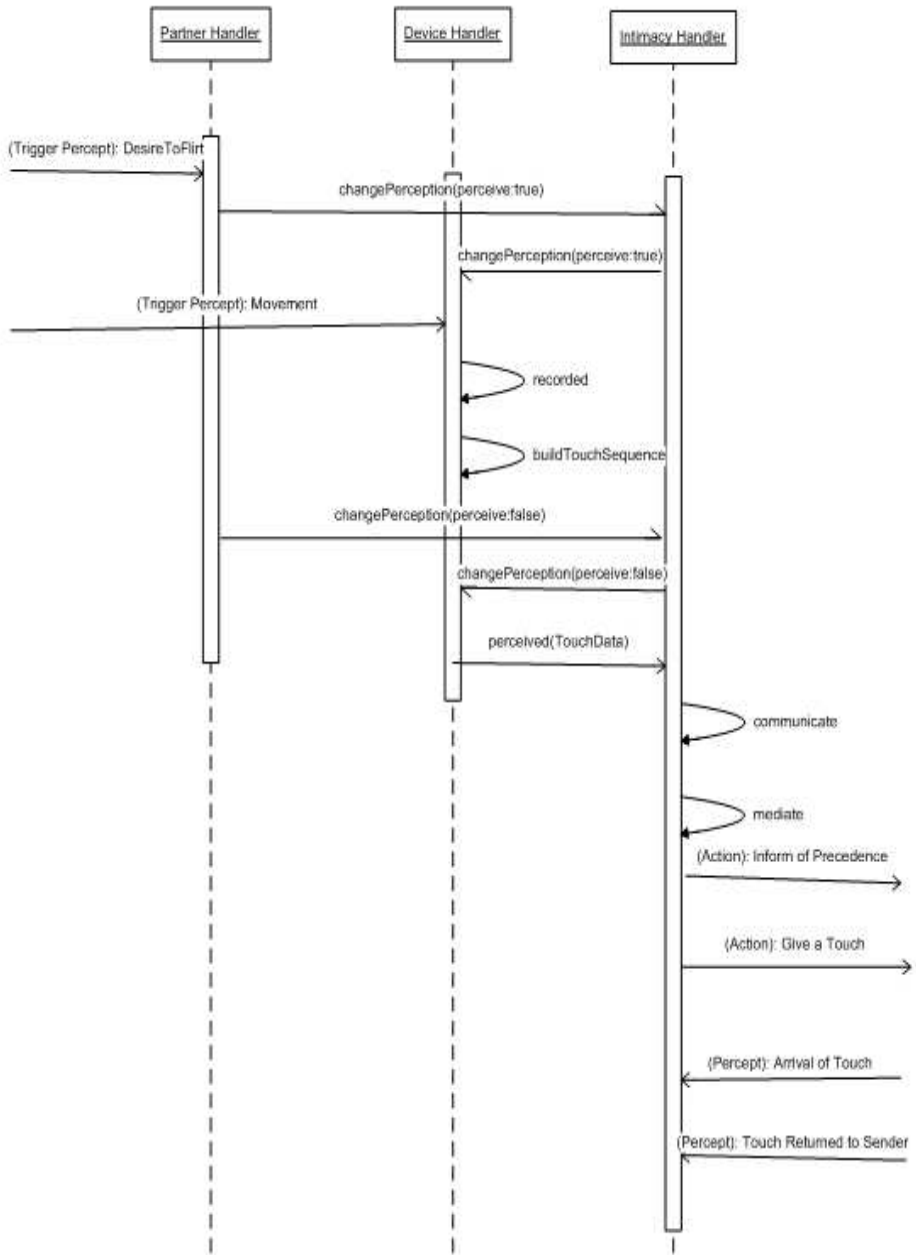 Partner Handler
Device Handler
Intimacy Handler
(Trigger Percept): DesireToFlirt
changePerception(perceive:true)
changePerception(perceive:true)
(Trigger Percept): Movement
recorded
buildTouchSequence
changePerception(perceive:false)
changePerception(perceive:false)
perceived(TouchData)
communicate
mediate
(Action): Inform of Precedence
(Action): Give a Touch
(Percept): Arrival of Touch
(Percept): Touch Returned to Sender